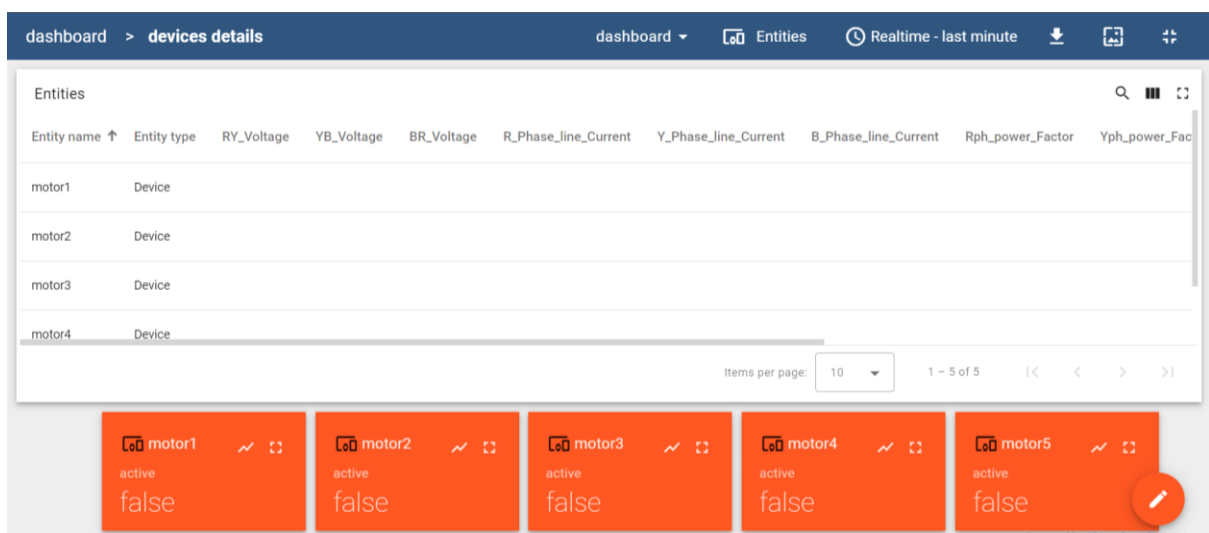 dashboard > devices details dashboard Entities Realtime - last minute
Entities
Entity name ↑ Entity type RY_Voltage YB_Voltage BR_Voltage R_Phase_line_Current Y_Phase_line_Current B_Phase_line_Current Rph_power_Factor Yph_power_Fac
motor1 Device
motor2 Device
motor3 Device
motor4 Device
Items per page: 10 1 – 5 of 5
motor1 motor2 motor3 motor4 motor5
active active active active active
false false false false false